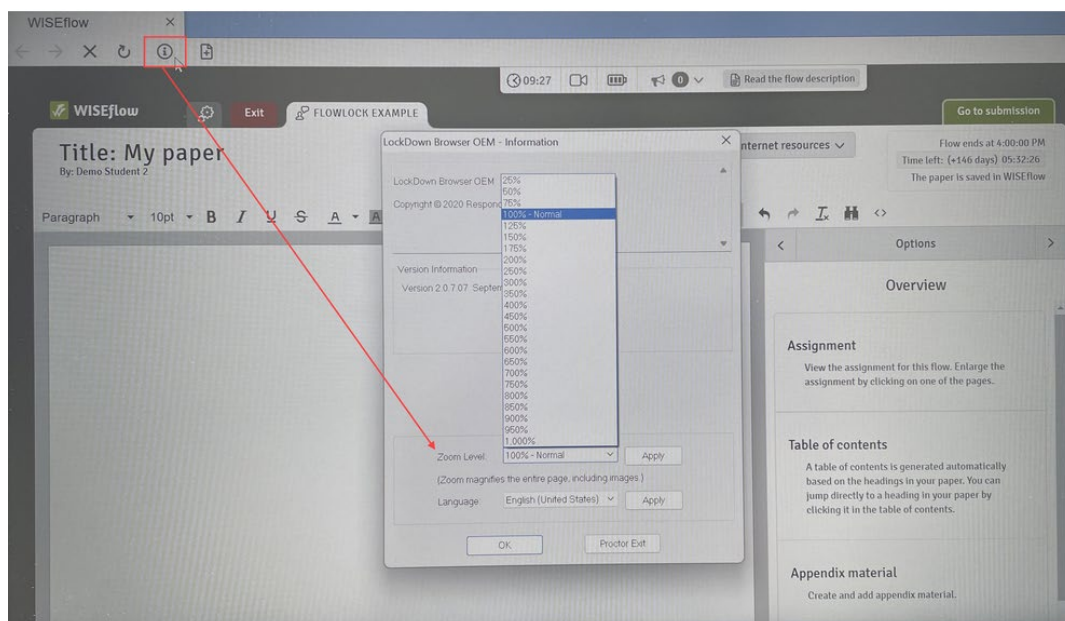 WISEflow
09:27
0
Read the flow description
WISEflow
Exit
FLOWLOCK EXAMPLE
Go to submission
Title: My paper
By: Demo Student 2
nternet resources
Flow ends at 4:00:00 PM
Time left: (+146 days) 05:32:26
The paper is saved in WISEflow
Paragraph 10pt B I U S A A
LockDown Browser OEM - Information
LockDown Browser OEM
Copyright © 2020 Respon
25%
50%
75%
100% - Normal
125%
150%
175%
200%
250%
300%
350%
400%
450%
500%
550%
600%
650%
700%
750%
800%
850%
900%
950%
1.000%
Version Information
Version 2.0.7.07 Septem
Zoom Level: 100% - Normal Apply
(Zoom magnifies the entire page, including images.)
Language: English (United States) Apply
OK
Proctor Exit
Options
Overview
Assignment
View the assignment for this flow. Enlarge the
assignment by clicking on one of the pages.
Table of contents
A table of contents is generated automatically
based on the headings in your paper. You can
jump directly to a heading in your paper by
clicking it in the table of contents.
Appendix material
Create and add appendix material.